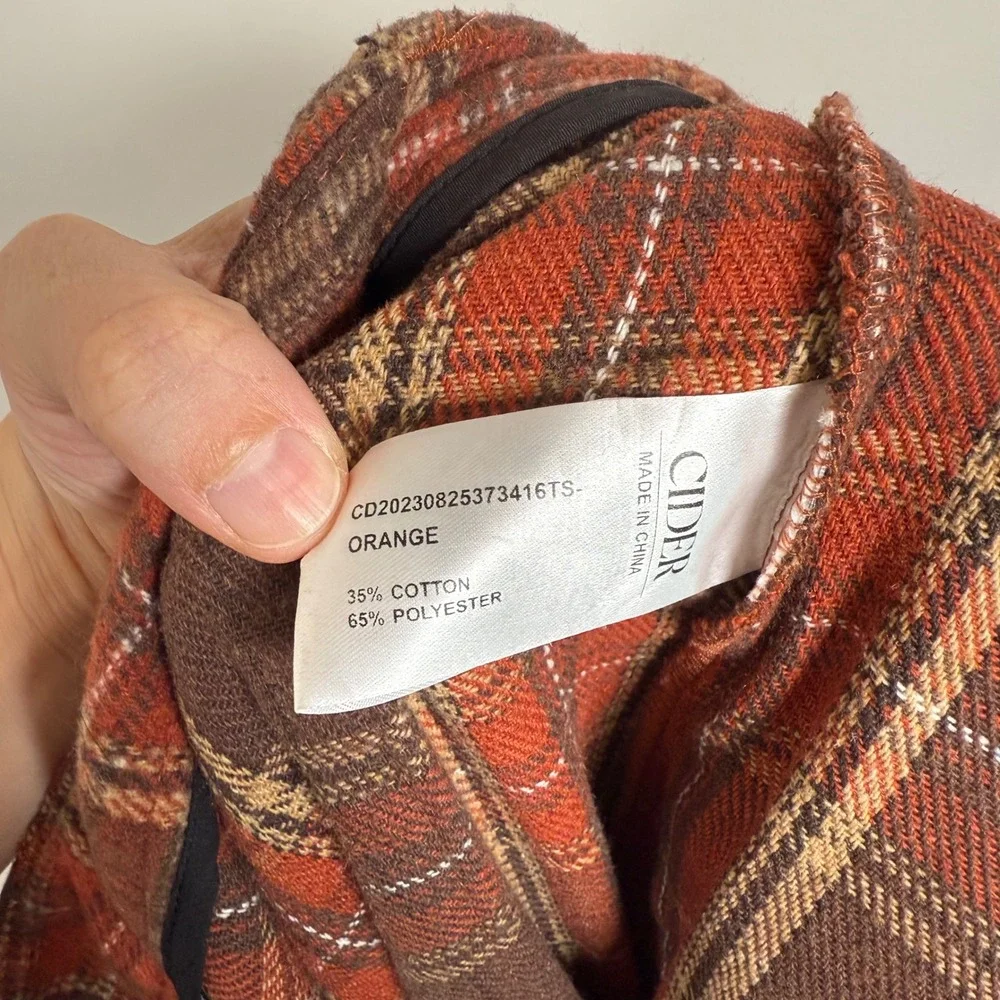 CD20230825373416TS-
ORANGE
35% COTTON
65% POLYESTER
CIDER
MADE IN CHINA